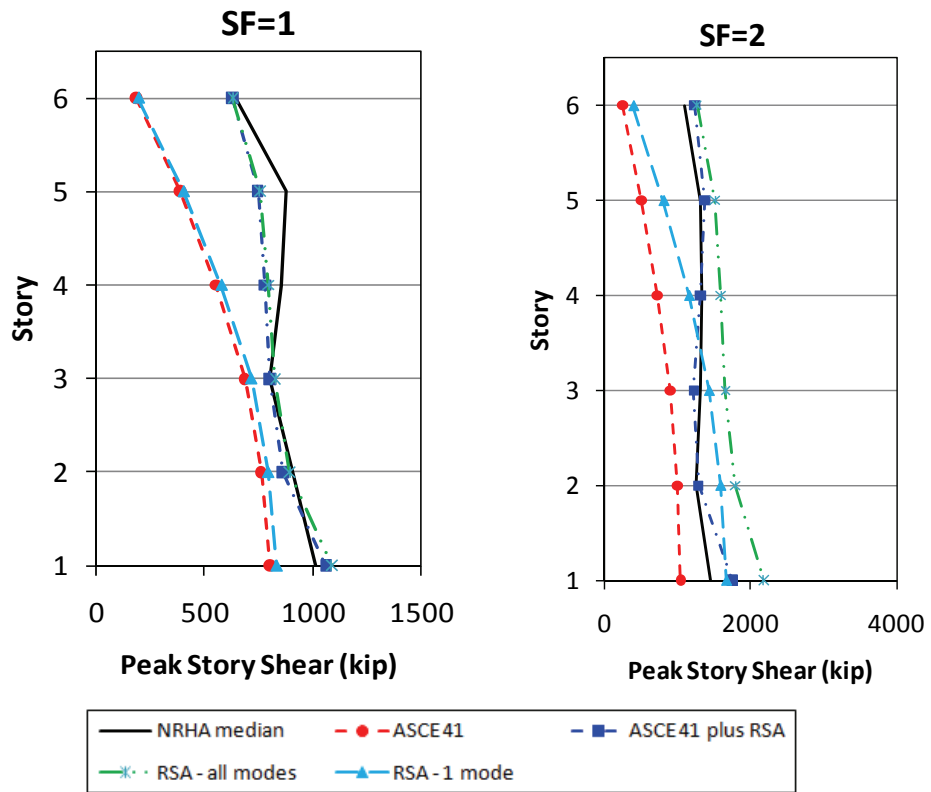 SF=1
6
5
4
3
2
1
Story
0 500 1000 1500
Peak Story Shear (kip)
SF=2
6
5
4
3
2
1
Story
0 2000 4000
Peak Story Shear (kip)
NRHA median ASCE41 ASCE41 plus RSA
RSA - all modes RSA - 1 mode